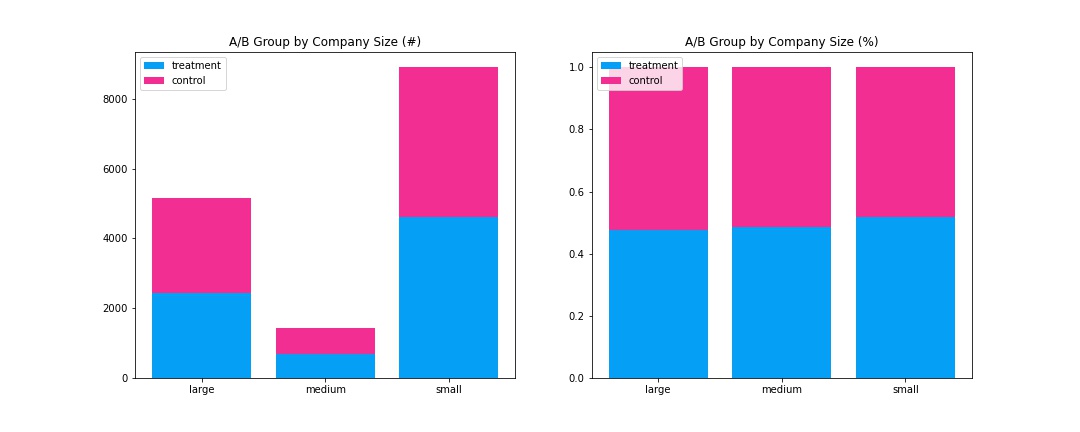 A/B Group by Company Size (#)
treatment
control
8000
6000
4000
2000
0
large medium small
A/B Group by Company Size (%)
treatment
control
1.0
0.8
0.6
0.4
0.2
0.0
large medium small